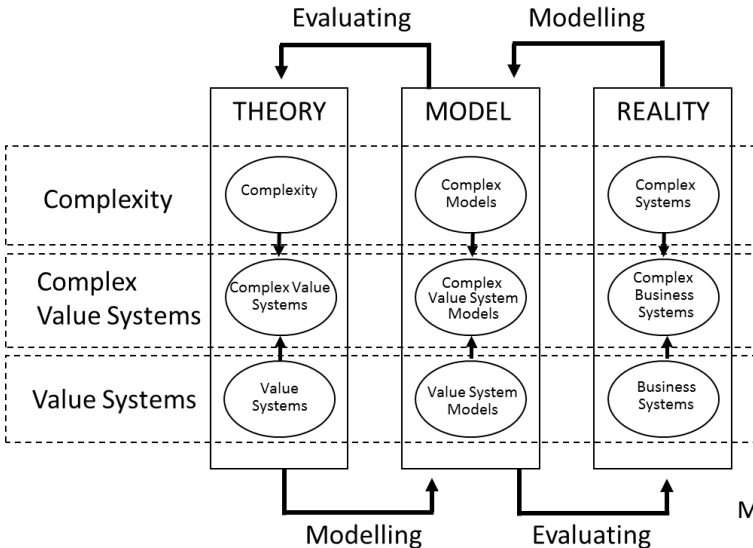 Evaluating
Modelling
THEORY
MODEL
REALITY
Complexity
Complexity
Complex
Models
Complex
Systems
Complex
Value Systems
Complex Value
Systems
Complex
Value System
Models
Complex
Business
Systems
Value Systems
Value
Systems
Value System
Models
Business
Systems
Modelling
Evaluating
M